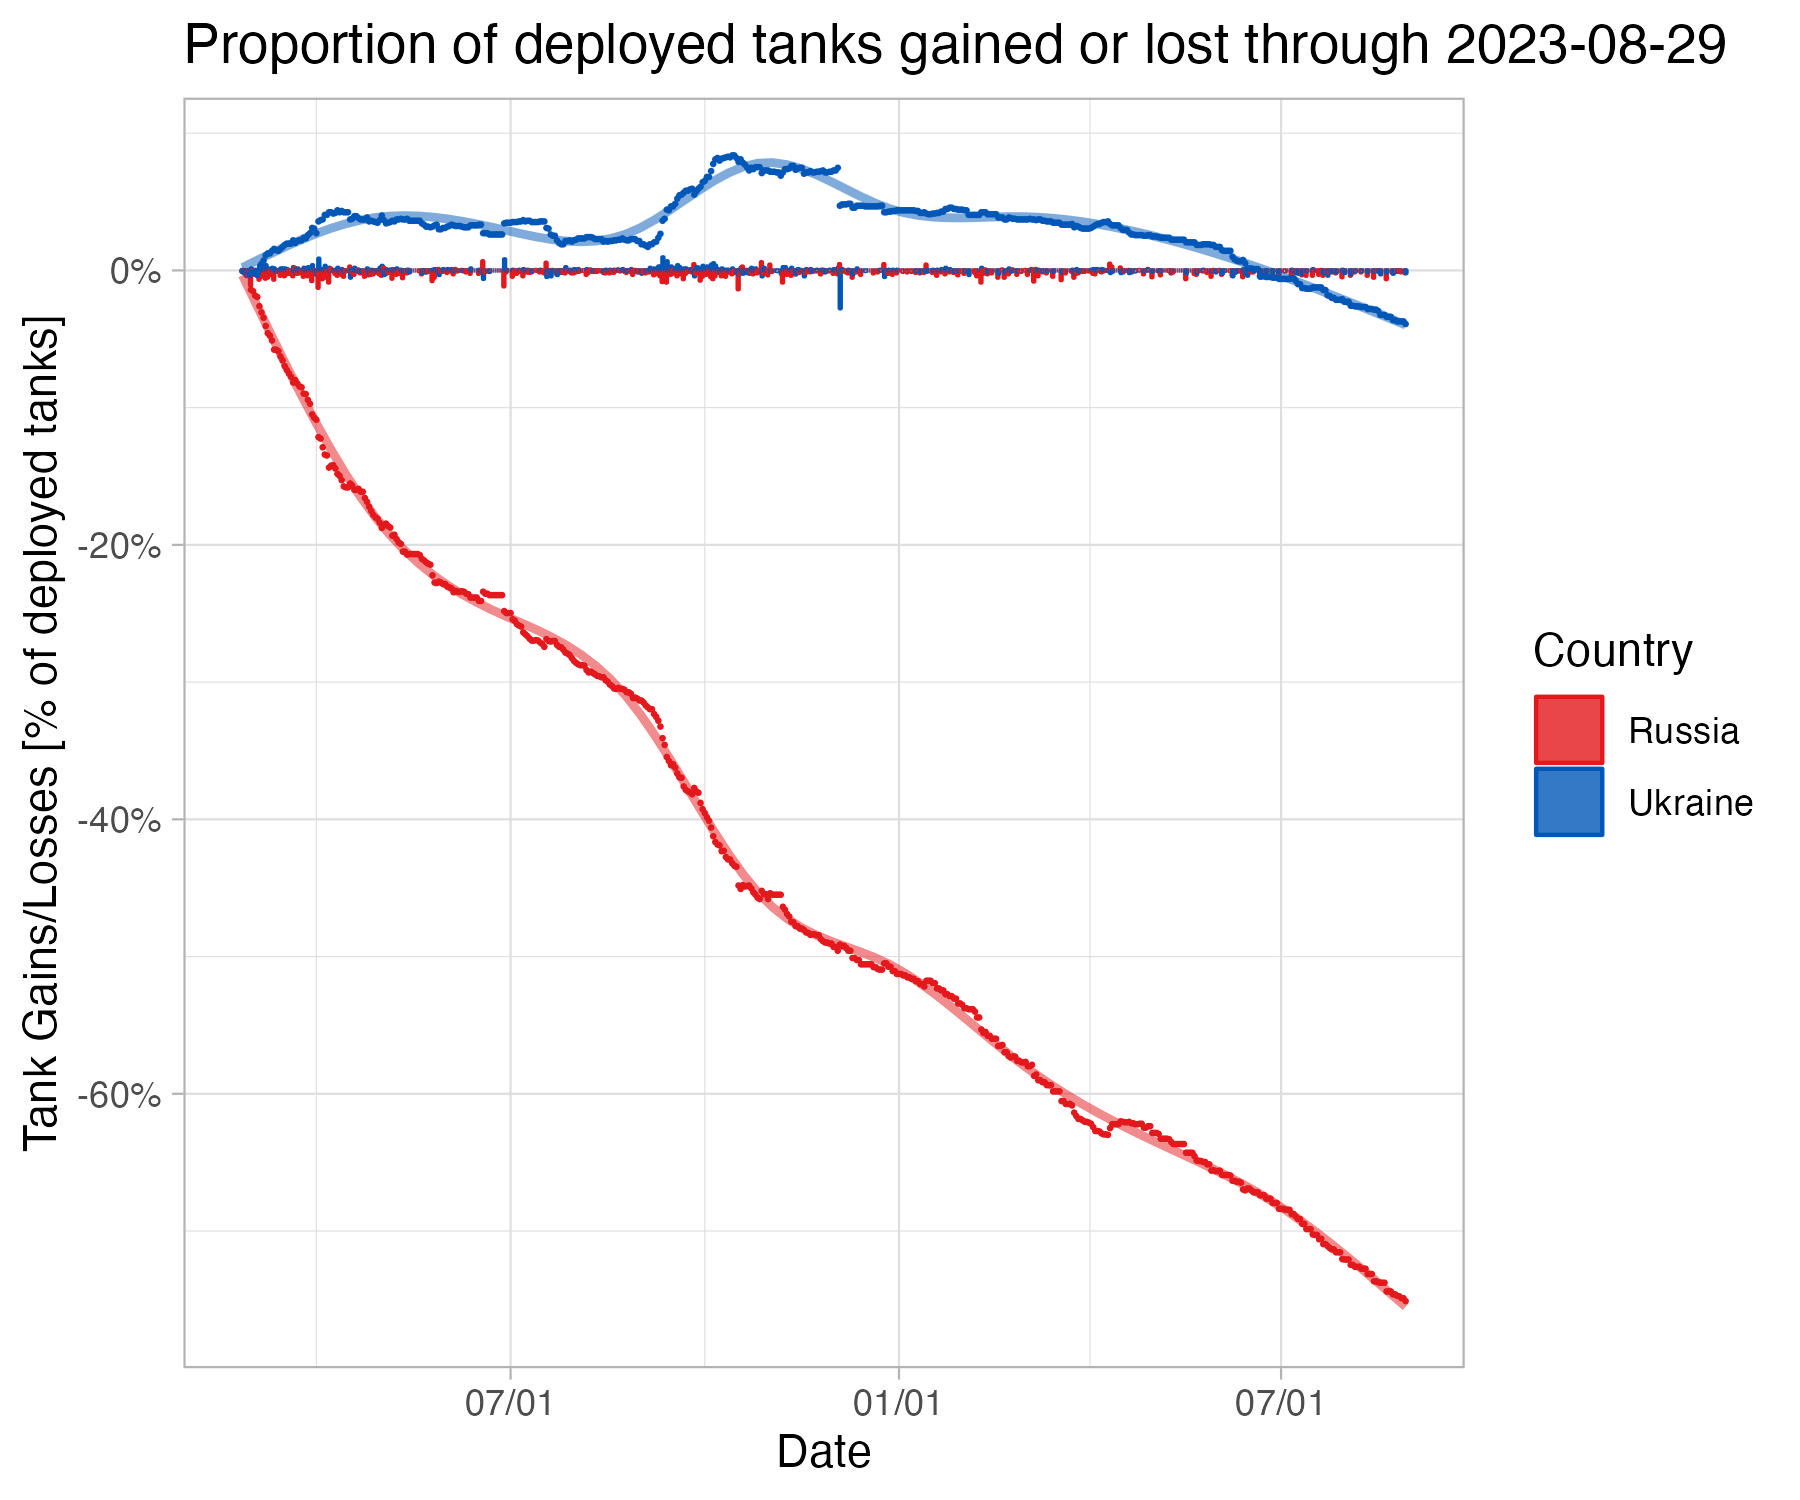 Proportion of deployed tanks gained or lost through 2023-08-29
Tank Gains/Losses [% of deployed tanks]
0%
-20%
-40%
-60%
07/01
01/01
07/01
Date
Country
Russia
Ukraine